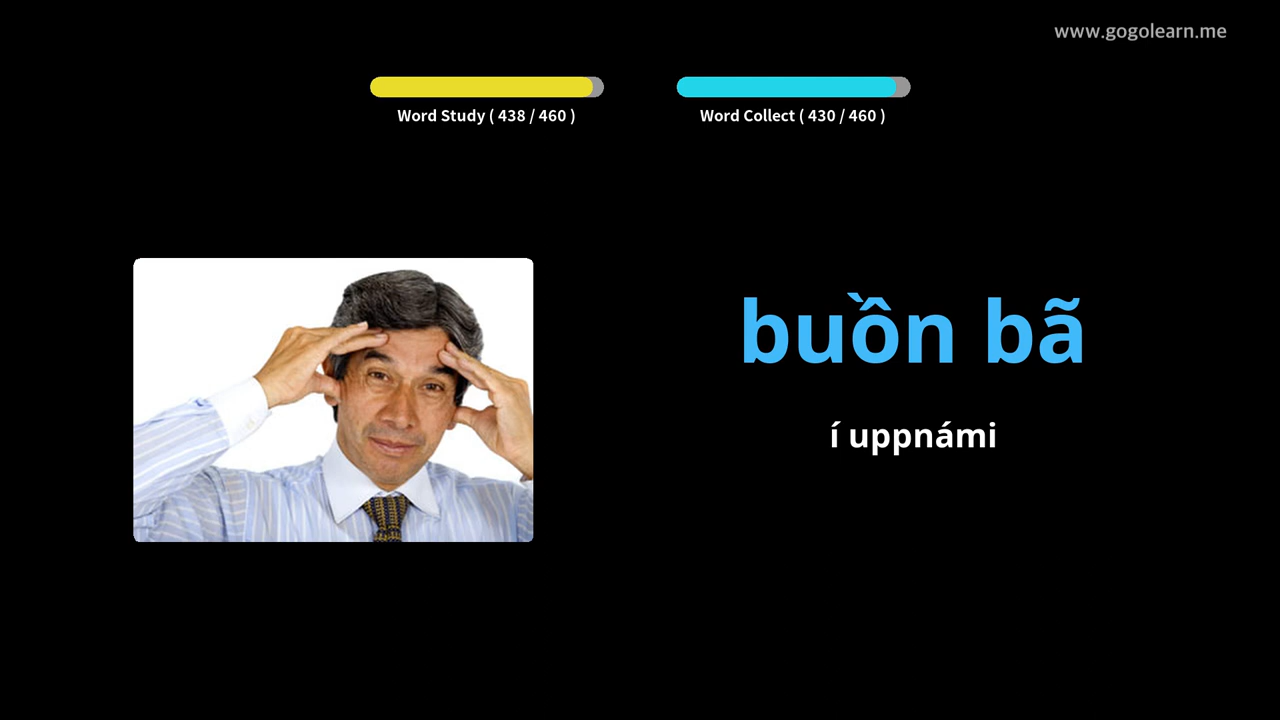 www.gogolearn.me
Word Study ( 438 / 460 )
Word Collect ( 430 / 460 )
buồn bã
í uppnámi